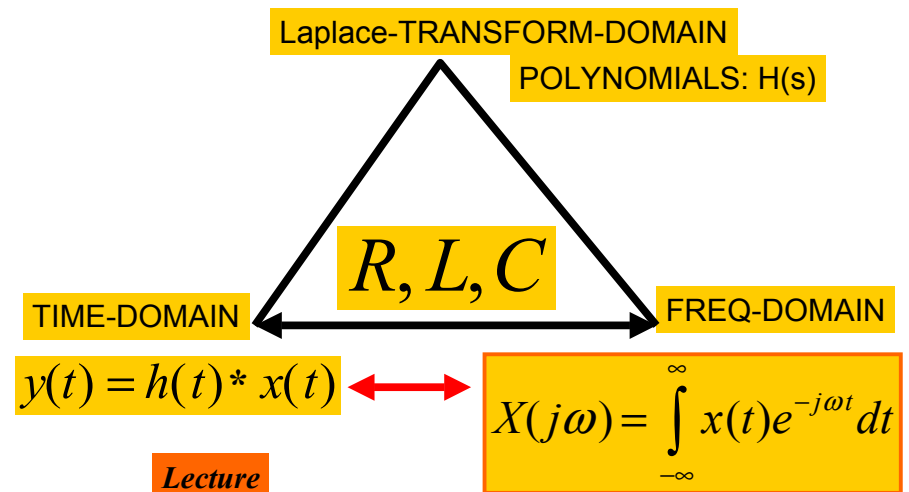 Laplace-TRANSFORM-DOMAIN
POLYNOMIALS: H(s)
R, L, C
TIME-DOMAIN
FREQ-DOMAIN
y(t) = h(t) * x(t)
X(jω) = ∫_{-∞}^{∞} x(t)e^{-jωt} dt
Lecture